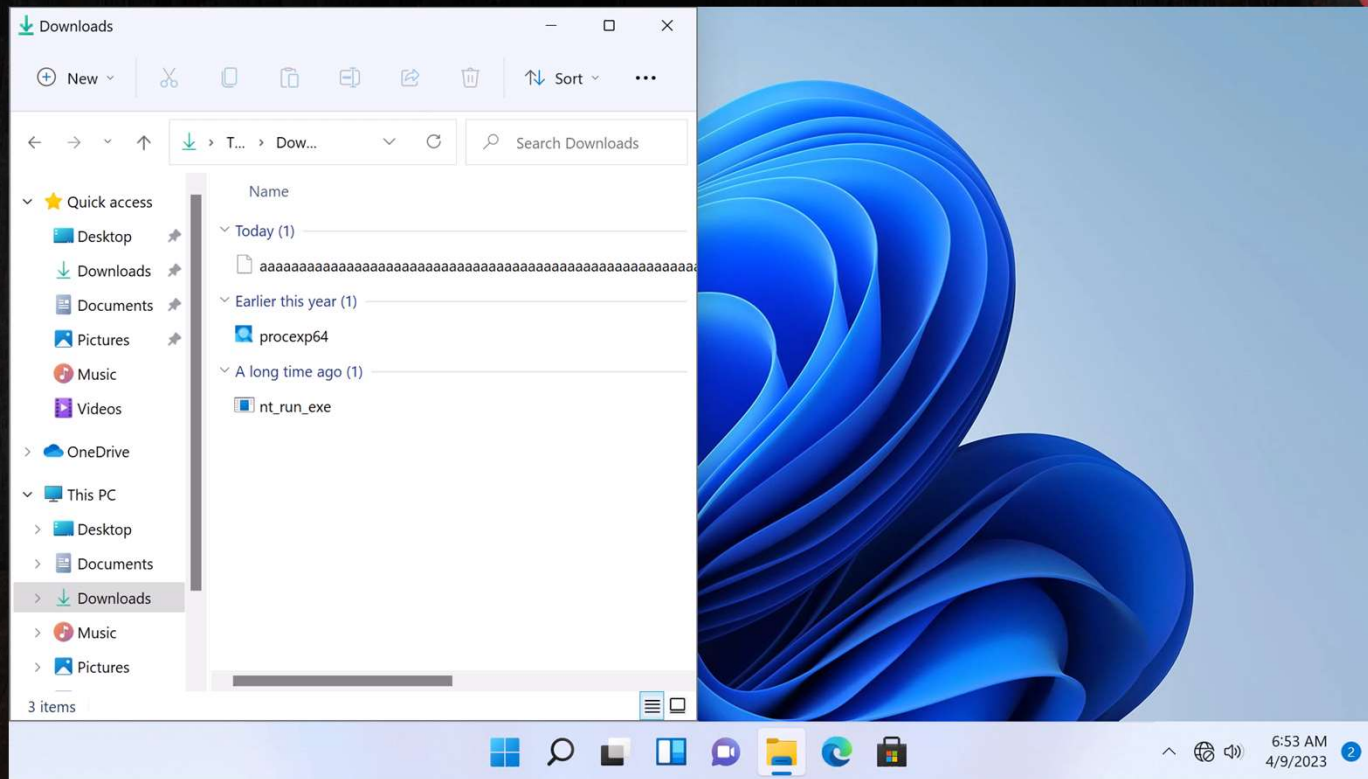 Downloads
New
Sort
T... > Dow...
Search Downloads
Quick access
Desktop
Downloads
Documents
Pictures
Music
Videos
OneDrive
This PC
Desktop
Documents
Downloads
Music
Pictures
Name
Today (1)
Earlier this year (1)
procexp64
A long time ago (1)
nt_run_exe
3 items
6:53 AM
4/9/2023
2